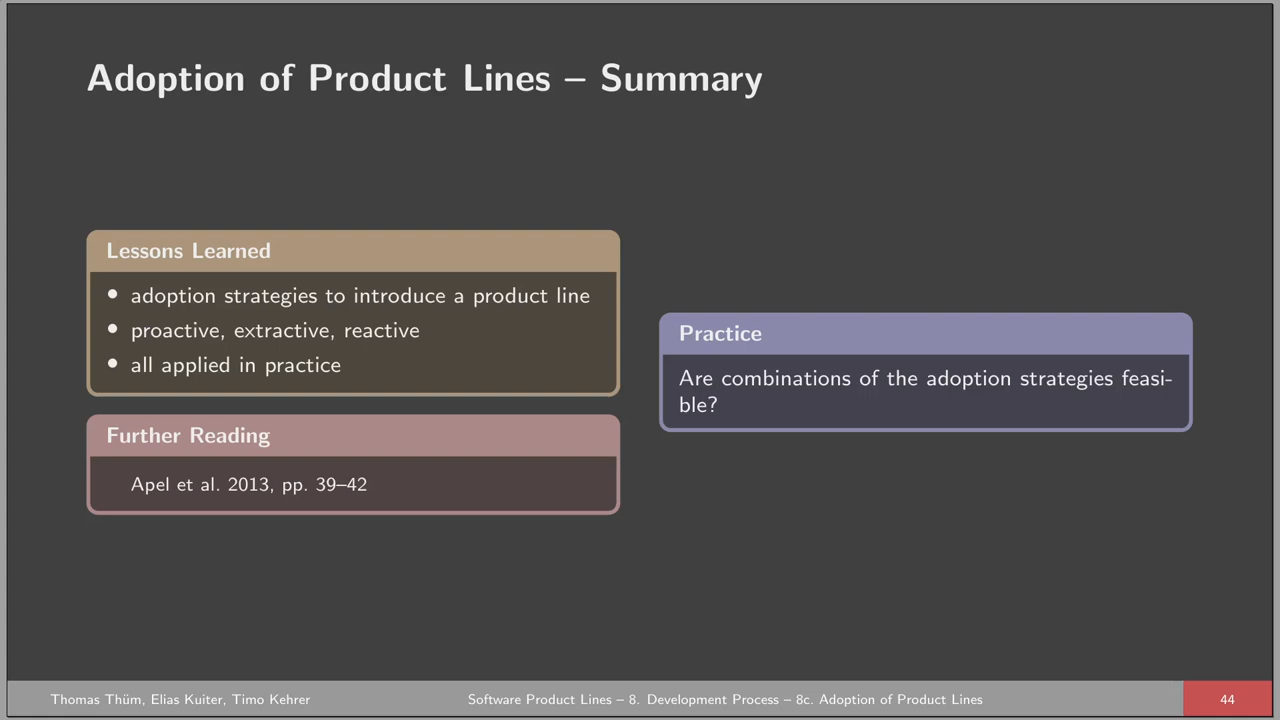 Adoption of Product Lines – Summary
Lessons Learned
• adoption strategies to introduce a product line
• proactive, extractive, reactive
• all applied in practice
Further Reading
Apel et al. 2013, pp. 39–42
Practice
Are combinations of the adoption strategies feasi-
ble?
Thomas Thüm, Elias Kuiter, Timo Kehrer
Software Product Lines – 8. Development Process – 8c. Adoption of Product Lines
44